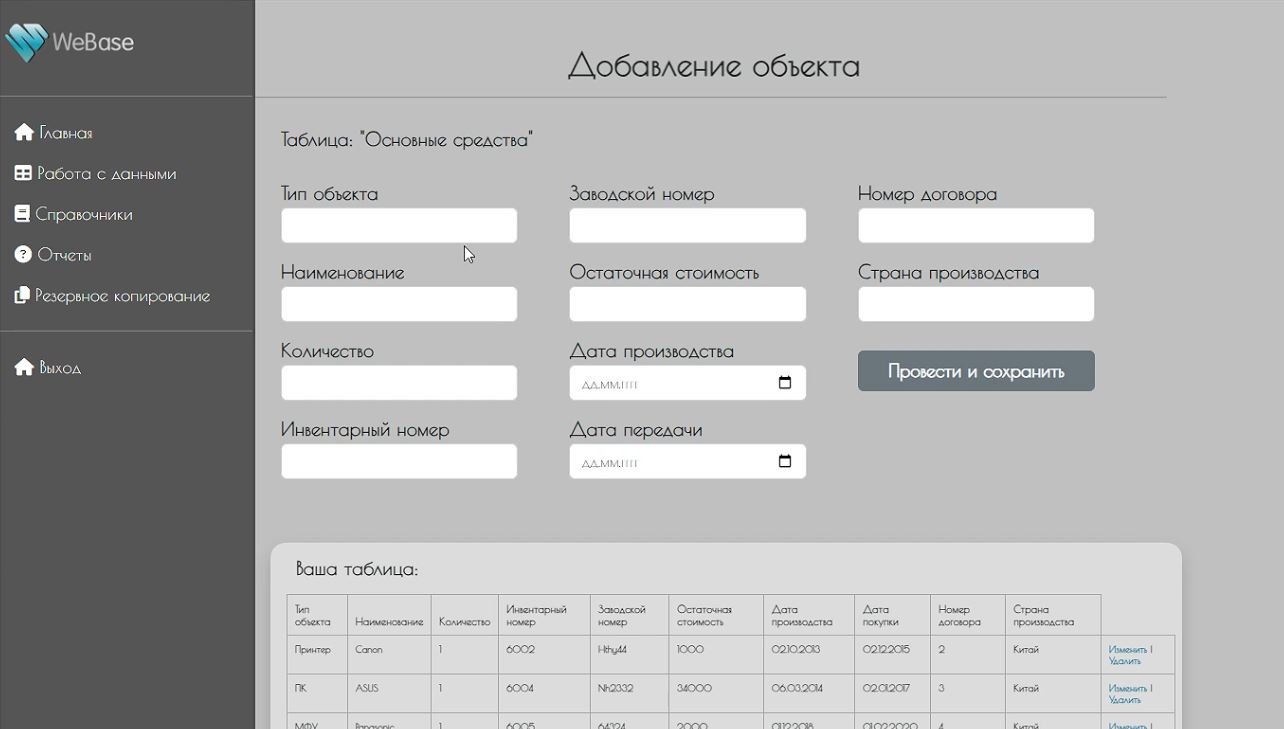 WeBase
Главная
Работа с данными
Справочники
Отчеты
Резервное копирование
Выход
Добавление объекта
Таблица: "Основные средства"
Тип объекта
Заводской номер
Номер договора
Наименование
Остаточная стоимость
Страна производства
Количество
Дата производства
дд.мм.гггг
Провести и сохранить
Инвентарный номер
Дата передачи
дд.мм.гггг
Ваша таблица:
Тип объекта Наименование Количество Инвентарный номер Заводской номер Остаточная стоимость Дата производства Дата покупки Номер договора Страна производства
Принтер Canon 1 6002 Hthy44 1000 02.10.2013 02.12.2015 2 Китай Изменить | Удалить
ПК ASUS 1 6004 Nh2332 34000 06.03.2014 02.01.2017 3 Китай Изменить | Удалить
МФУ Panasonic 1 6005 64324 2000 01.12.2018 01.02.2020 4 Китай Изменить |